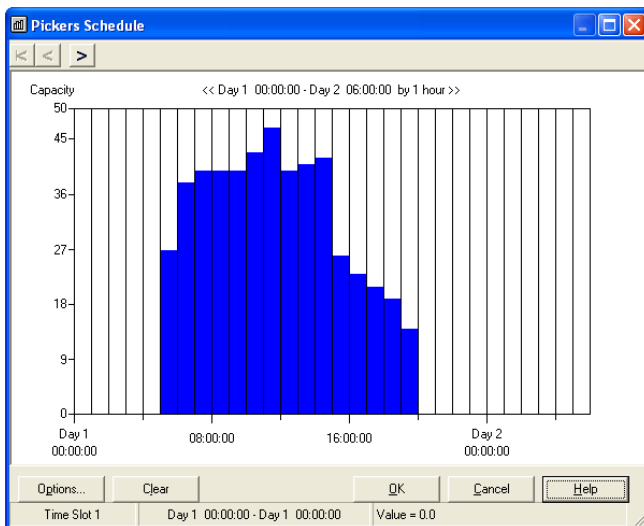 Pickers Schedule
Capacity
<< Day 1 00:00:00 - Day 2 06:00:00 by 1 hour >>
50
45
36
27
18
9
0
Day 1
00:00:00
08:00:00
16:00:00
Day 2
00:00:00
Options...
Clear
OK
Cancel
Help
Time Slot 1
Day 1 00:00:00 - Day 1 00:00:00
Value = 0.0